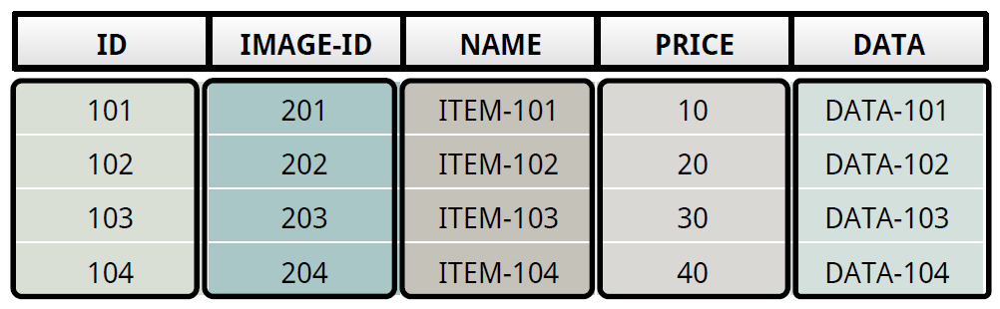 ID IMAGE-ID NAME PRICE DATA
101 201 ITEM-101 10 DATA-101
102 202 ITEM-102 20 DATA-102
103 203 ITEM-103 30 DATA-103
104 204 ITEM-104 40 DATA-104